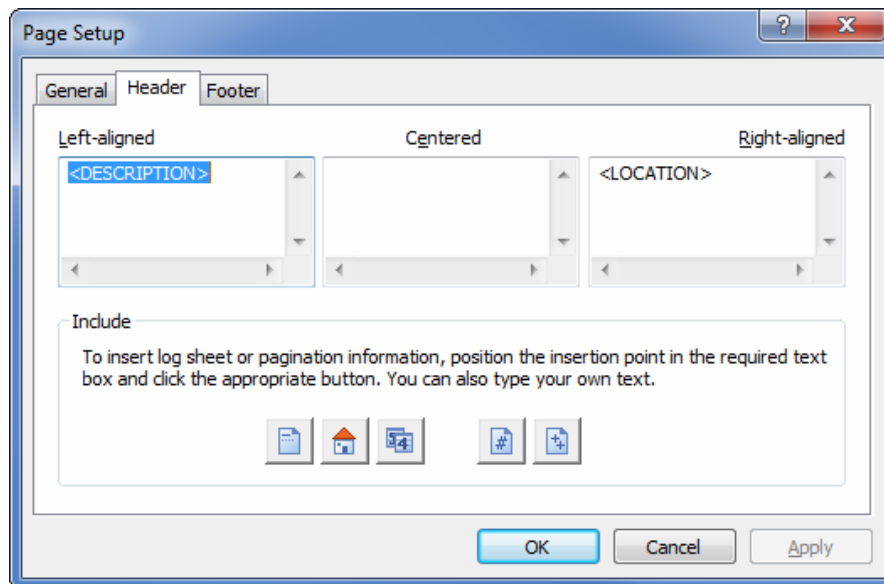 Page Setup
General Header Footer
Left-aligned Centered Right-aligned
<DESCRIPTION> <LOCATION>
Include
To insert log sheet or pagination information, position the insertion point in the required text
box and click the appropriate button. You can also type your own text.
OK Cancel Apply